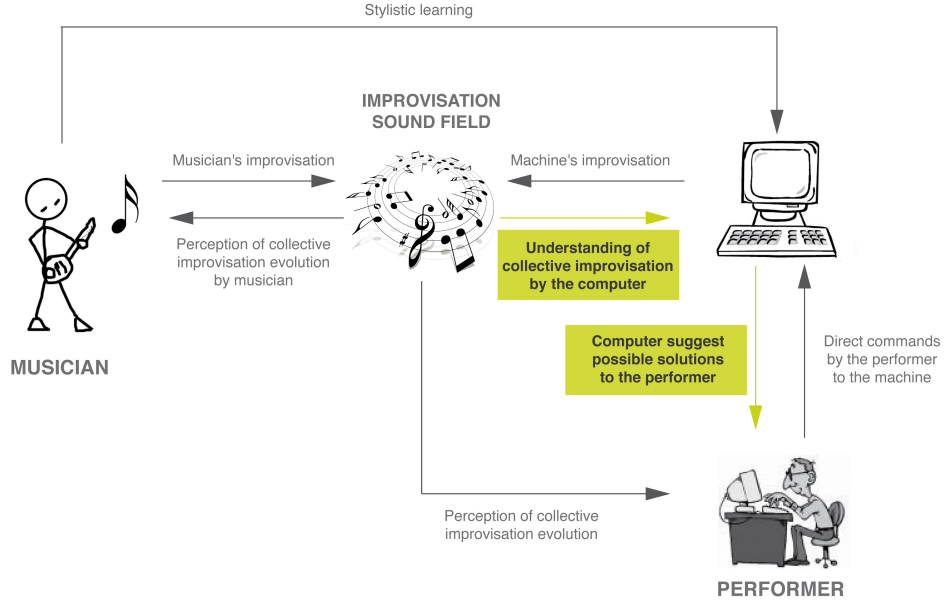 Stylistic learning
IMPROVISATION
SOUND FIELD
Musician's improvisation
Machine's improvisation
Perception of collective
improvisation evolution
by musician
Understanding of
collective improvisation
by the computer
Computer suggest
possible solutions
to the performer
Direct commands
by the performer
to the machine
MUSICIAN
Perception of collective
improvisation evolution
PERFORMER